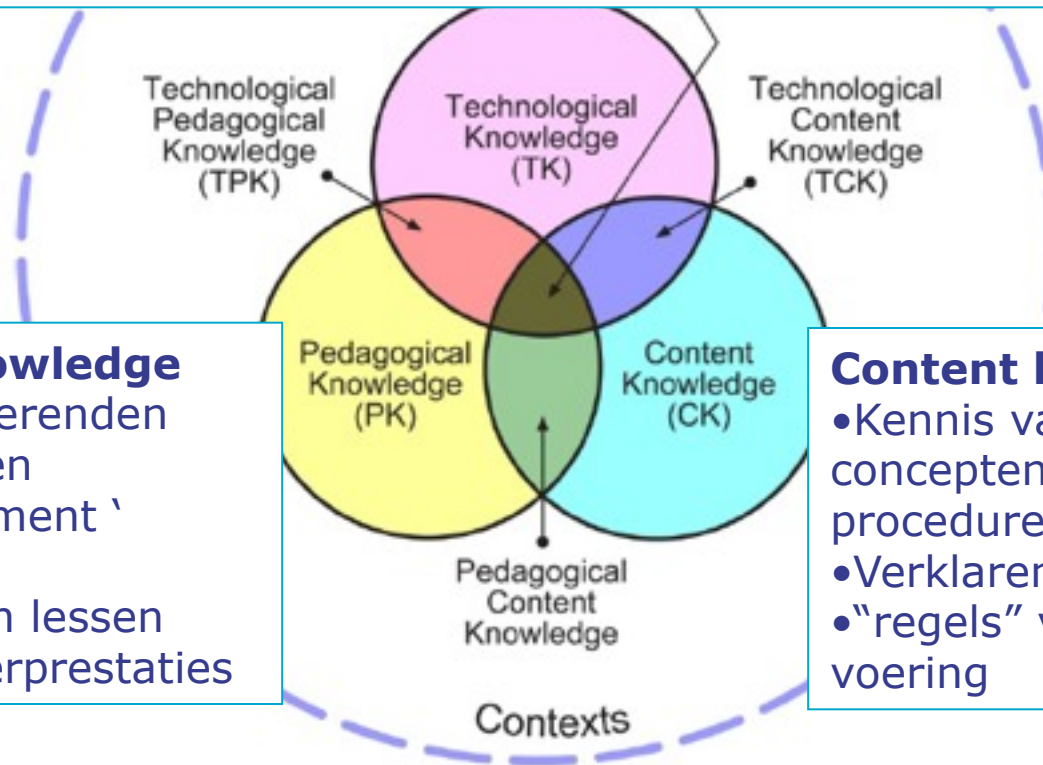 Technological
Pedagogical
Knowledge
(TPK)
Technological
Knowledge
(TK)
Technological
Content
Knowledge
(TCK)
owledge
erenden
en
ment ‘
n lessen
erprestaties
Pedagogical
Knowledge
(PK)
Content
Knowledge
(CK)
Content
•Kennis va
concepten
procedure
•Verklaren
•“regels” v
voering
Pedagogical
Content
Knowledge
Contexts